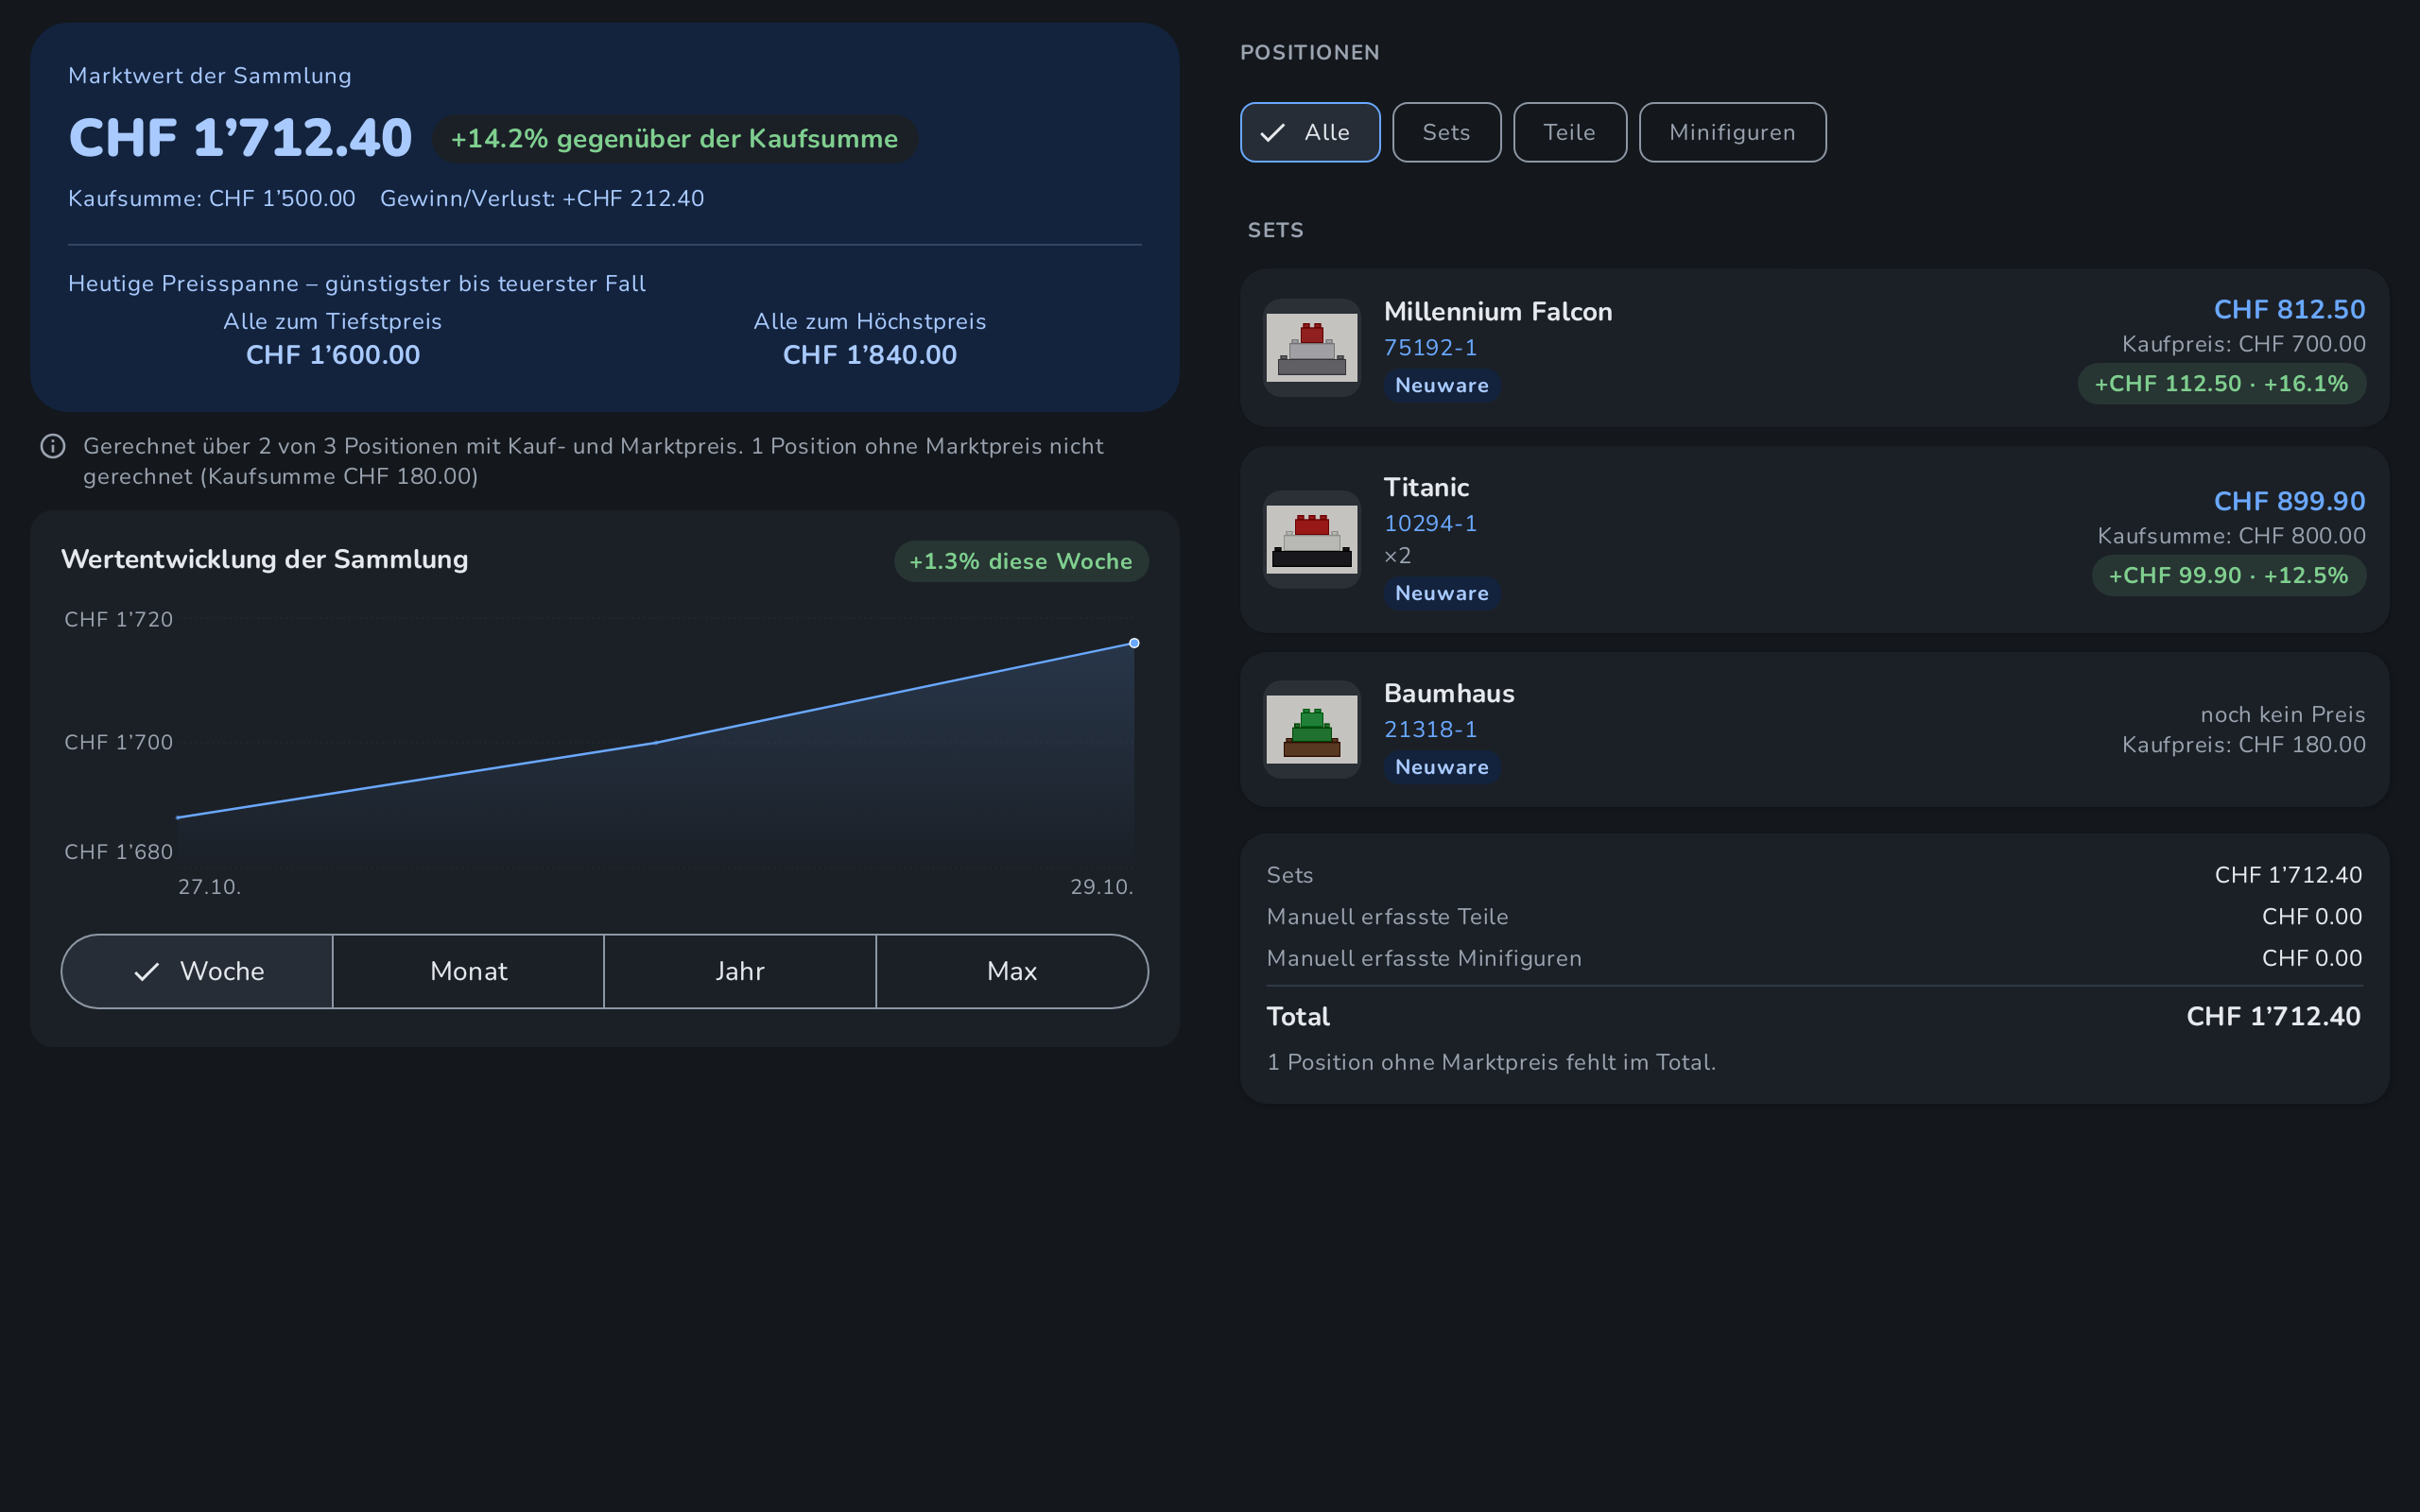 Marktwert der Sammlung
CHF 1’712.40
+14.2% gegenüber der Kaufsumme
Kaufsumme: CHF 1’500.00 Gewinn/Verlust: +CHF 212.40
Heutige Preisspanne – günstigster bis teuerster Fall
Alle zum Tiefstpreis
CHF 1’600.00
Alle zum Höchstpreis
CHF 1’840.00
Gerechnet über 2 von 3 Positionen mit Kauf- und Marktpreis. 1 Position ohne Marktpreis nicht
gerechnet (Kaufsumme CHF 180.00)
Wertentwicklung der Sammlung
+1.3% diese Woche
CHF 1’720
CHF 1’700
CHF 1’680
27.10.
29.10.
Woche
Monat
Jahr
Max
POSITIONEN
Alle
Sets
Teile
Minifiguren
SETS
Millennium Falcon
75192-1
Neuware
CHF 812.50
Kaufpreis: CHF 700.00
+CHF 112.50 · +16.1%
Titanic
10294-1
×2
Neuware
CHF 899.90
Kaufsumme: CHF 800.00
+CHF 99.90 · +12.5%
Baumhaus
21318-1
Neuware
noch kein Preis
Kaufpreis: CHF 180.00
Sets CHF 1’712.40
Manuell erfasste Teile CHF 0.00
Manuell erfasste Minifiguren CHF 0.00
Total CHF 1’712.40
1 Position ohne Marktpreis fehlt im Total.